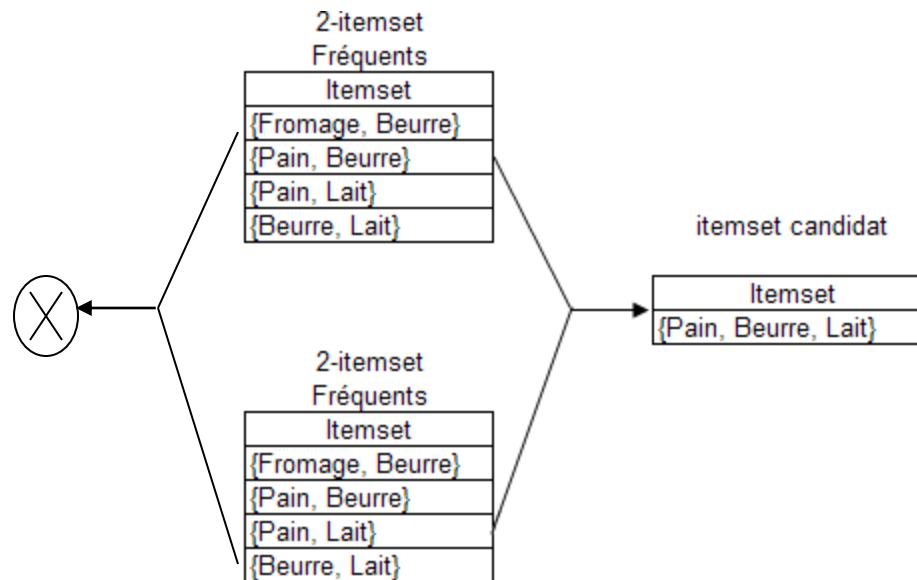 2-itemset
Fréquents
Itemset
{Fromage, Beurre}
{Pain, Beurre}
{Pain, Lait}
{Beurre, Lait}
itemset candidat
Itemset
{Pain, Beurre, Lait}
2-itemset
Fréquents
Itemset
{Fromage, Beurre}
{Pain, Beurre}
{Pain, Lait}
{Beurre, Lait}